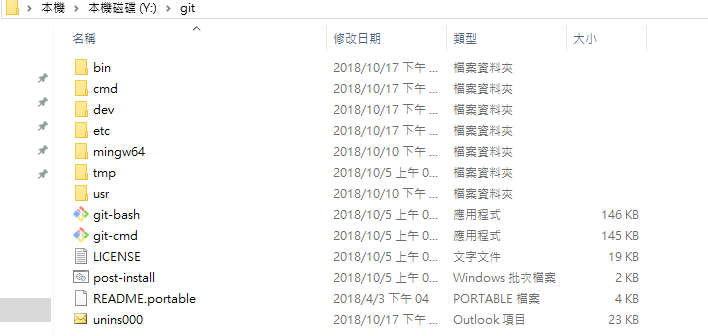 本機 > 本機磁碟 (Y:) > git
名稱 修改日期 類型 大小
bin 2018/10/17 下午 ... 檔案資料夾
cmd 2018/10/17 下午 ... 檔案資料夾
dev 2018/10/17 下午 ... 檔案資料夾
etc 2018/10/17 下午 ... 檔案資料夾
mingw64 2018/10/10 下午 ... 檔案資料夾
tmp 2018/10/5 上午 0... 檔案資料夾
usr 2018/10/10 下午 ... 檔案資料夾
git-bash 2018/10/5 上午 0... 應用程式 146 KB
git-cmd 2018/10/5 上午 0... 應用程式 145 KB
LICENSE 2018/10/5 上午 0... 文字文件 19 KB
post-install 2018/10/5 上午 0... Windows 批次檔案 2 KB
README.portable 2018/4/3 下午 04 PORTABLE 檔案 4 KB
unins000 2018/10/17 下午 ... Outlook 項目 23 KB